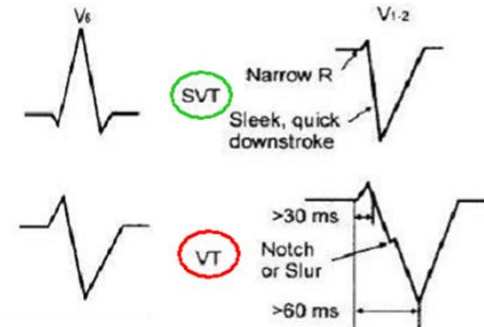 V6
V1-2
SVT
Narrow R
Sleek, quick
downstroke
VT
>30 ms
Notch
or Slur
>60 ms